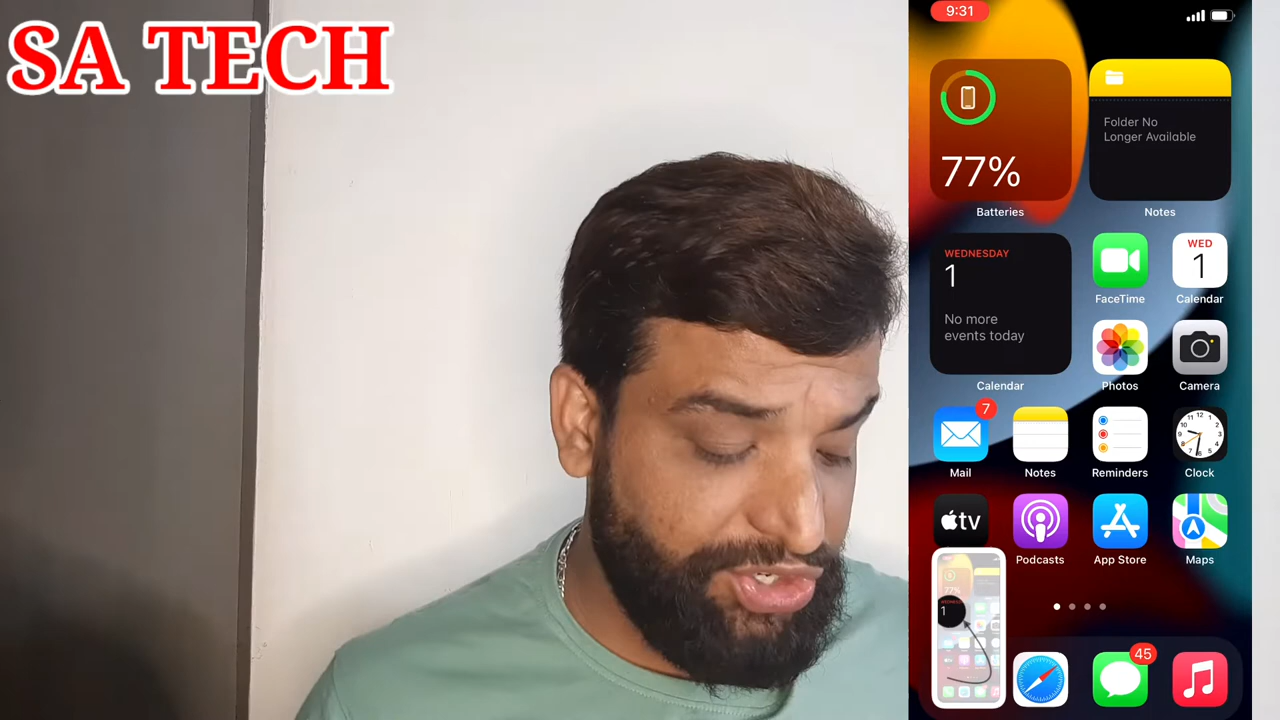 SA TECH
9:31
77%
Batteries
Folder No
Longer Available
Notes
WEDNESDAY
1
No more
events today
Calendar
FaceTime
WED
1
Calendar
Photos
Camera
7
Mail
Notes
Reminders
Clock
tv
Podcasts
App Store
Maps
45